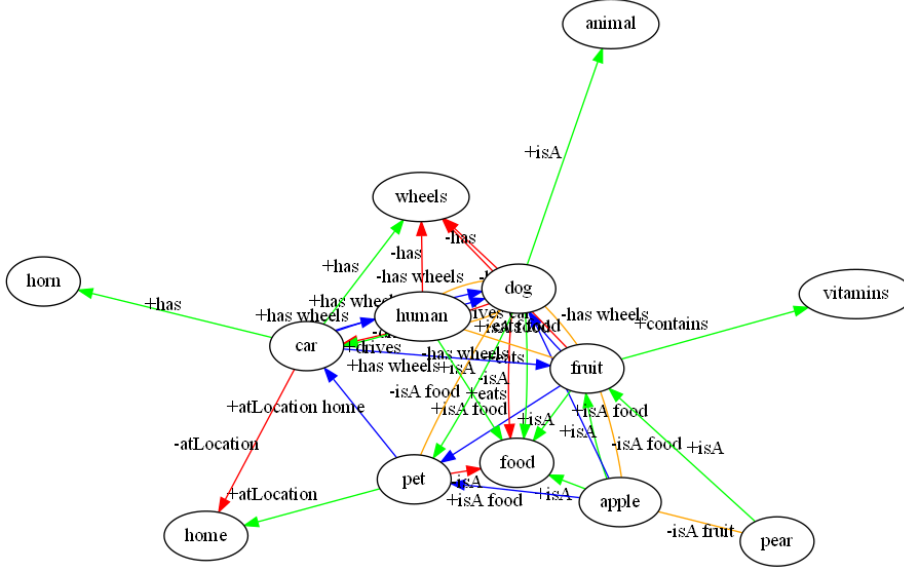 animal
+isA
wheels
-has
-has
+has
-has wheels
dog
horn
+has
vitamins
+has wheels
human
-has wheels
+contains
+isA food
car
+drives
-has wheels
+has wheels
+isA
-isA
fruit
-isA food
+eats
+isA food
+isA food
+isA
+isA
-isA food
+isA
+atLocation home
-atLocation
food
pet
-isA
+isA food
+isA
apple
+atLocation
home
-isA fruit
pear